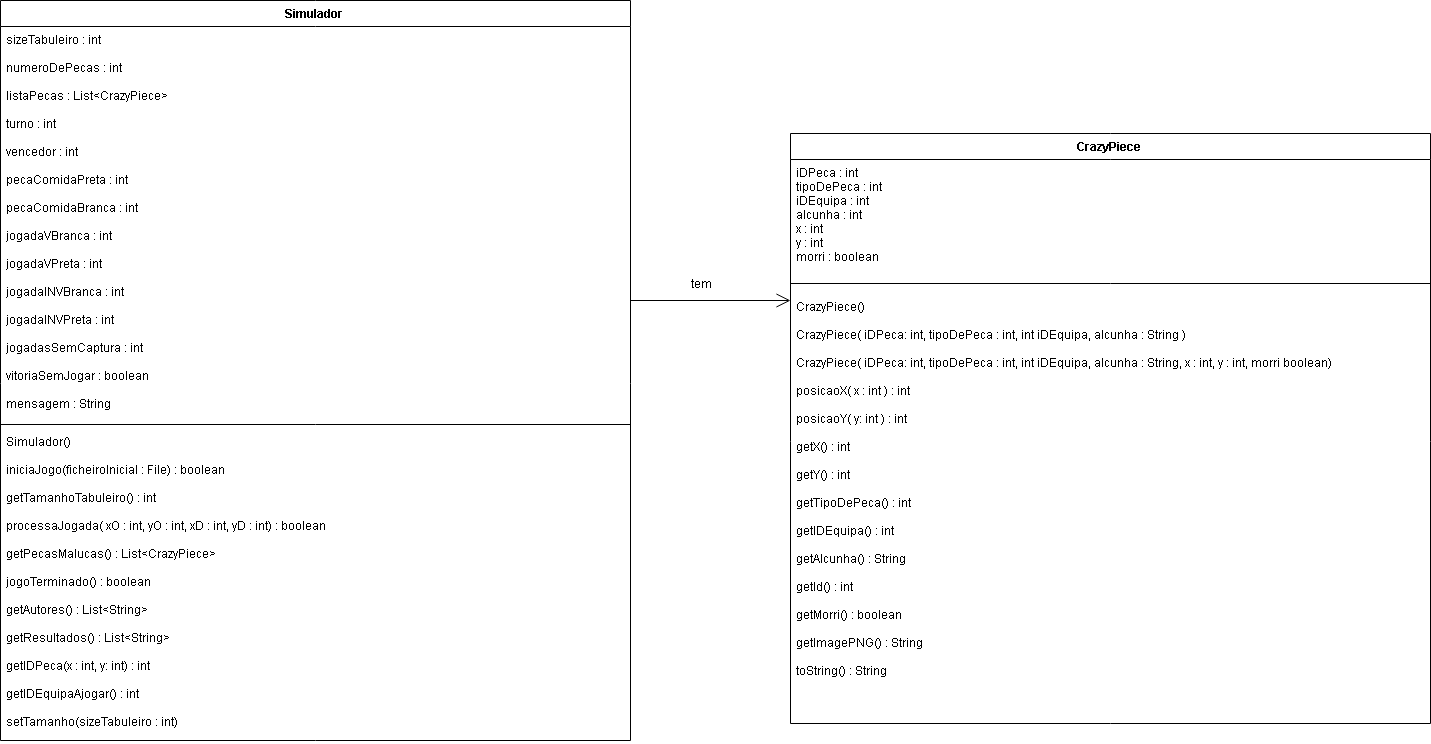 Simulador
sizeTabuleiro : int
numeroDePecas : int
listaPecas : List<CrazyPiece>
turno : int
vencedor : int
pecaComidaPreta : int
pecaComidaBranca : int
jogadaVBranca : int
jogadaVPreta : int
jogadaINVBranca : int
jogadaINVPreta : int
jogadasSemCaptura : int
vitoriaSemJogar : boolean
mensagem : String
Simulador()
iniciaJogo(ficheiroInicial : File) : boolean
getTamanhoTabuleiro() : int
processaJogada( xO : int, yO : int, xD : int, yD : int) : boolean
getPecasMalucas() : List<CrazyPiece>
jogoTerminado() : boolean
getAutores() : List<String>
getResultados() : List<String>
getIDPeca(x : int, y: int) : int
getIDEquipaAjogar() : int
setTamanho(sizeTabuleiro : int)
tem
CrazyPiece
iDPeca : int
tipoDePeca : int
iDEquipa : int
alcunha : int
x : int
y : int
morri : boolean
CrazyPiece()
CrazyPiece( iDPeca: int, tipoDePeca : int, int iDEquipa, alcunha : String )
CrazyPiece( iDPeca: int, tipoDePeca : int, int iDEquipa, alcunha : String, x : int, y : int, morri boolean)
posicaoX( x : int ) : int
posicaoY( y: int ) : int
getX() : int
getY() : int
getTipoDePeca() : int
getIDEquipa() : int
getAlcunha() : String
getId() : int
getMorri() : boolean
getImagePNG() : String
toString() : String